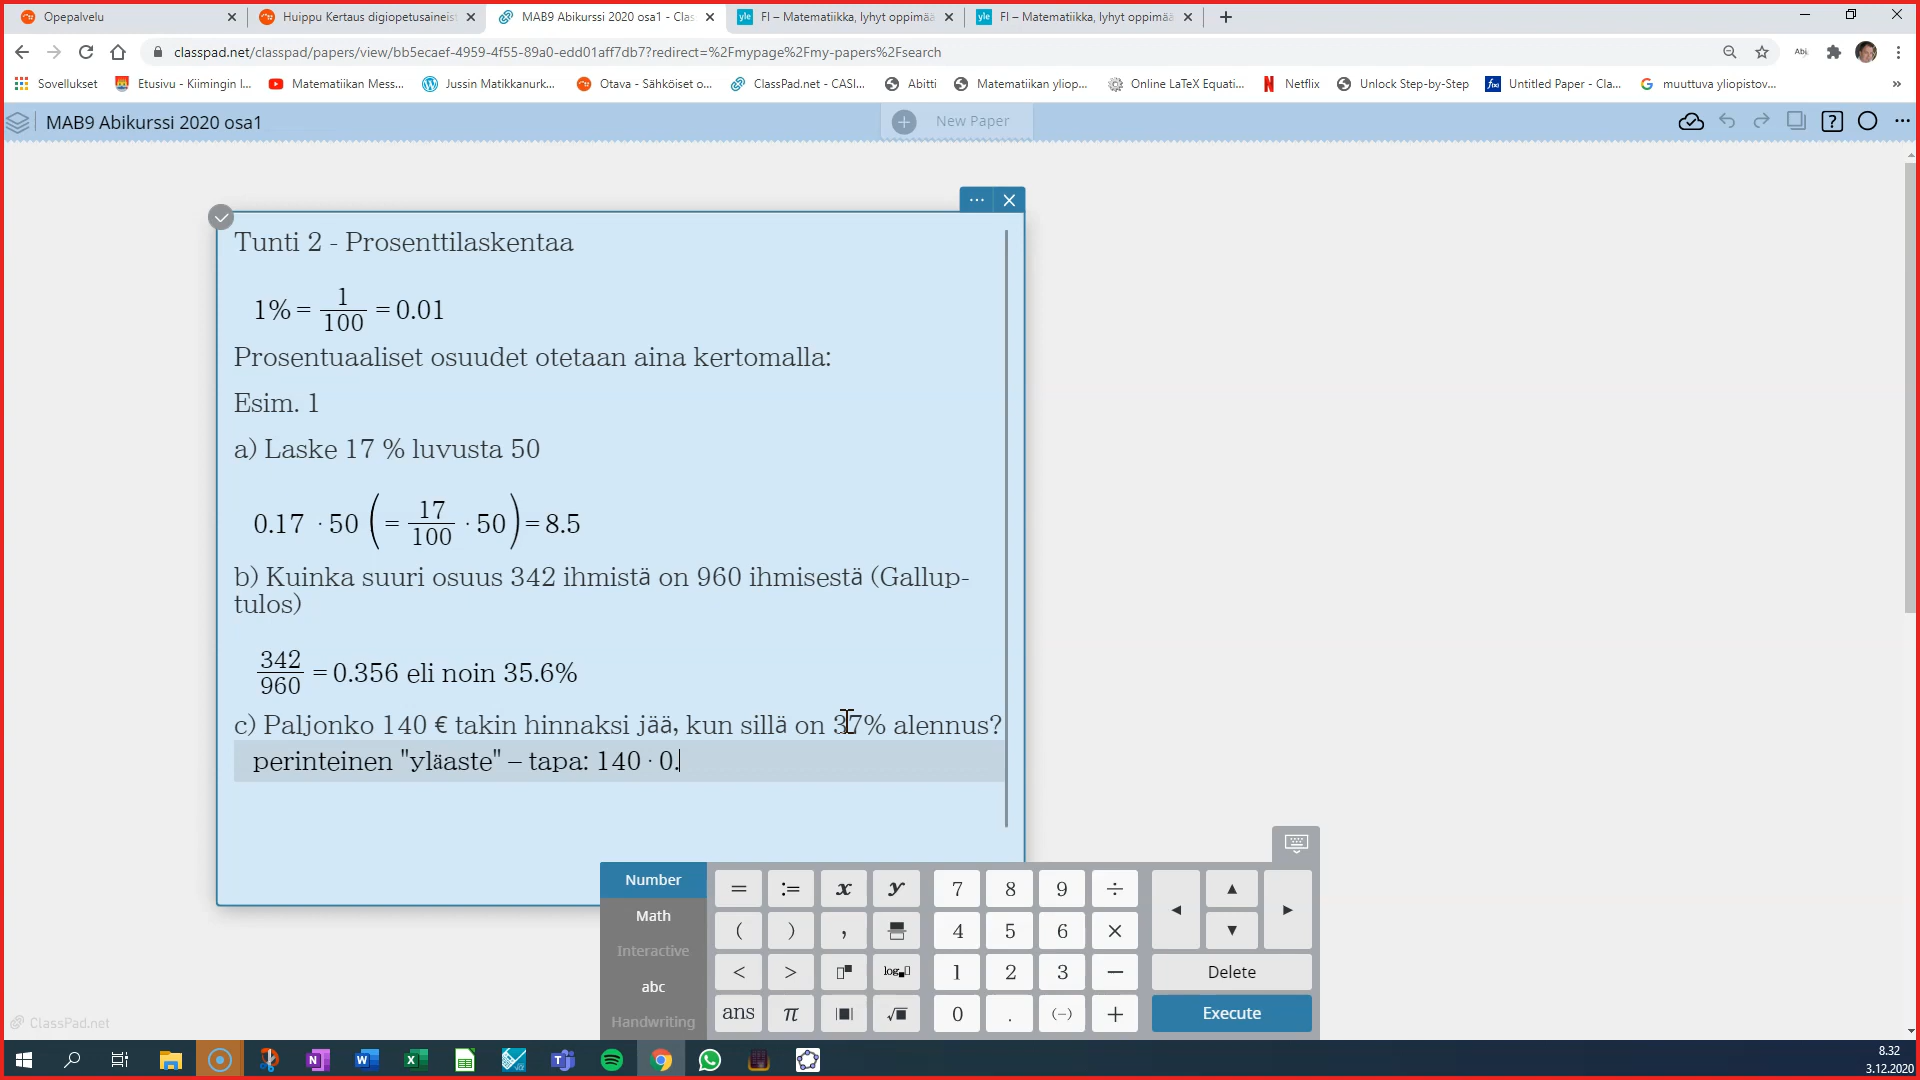 Opepalvelu
Huippu Kertaus digiopetusaineist
MAB9 Abikurssi 2020 osa1 - Clas
yle FI – Matematiikka, lyhyt oppimää
yle FI – Matematiikka, lyhyt oppimää
classpad.net/classpad/papers/view/bb5ecaef-4959-4f55-89a0-edd01aff7db7?redirect=%2Fmypage%2Fmy-papers%2Fsearch
Sovellukset
Etusivu - Kiimingin l...
Matematiikan Mess...
Jussin Matikkanurk...
Otava - Sähköiset o...
ClassPad.net - CASI...
Abitti
Matematiikan yliop...
Online LaTeX Equati...
Netflix
Unlock Step-by-Step
Untitled Paper - Cla...
muuttuva yliopistov...
MAB9 Abikurssi 2020 osa1
New Paper
Tunti 2 - Prosenttilaskentaa
1% = 1/100 = 0.01
Prosentuaaliset osuudet otetaan aina kertomalla:
Esim. 1
a) Laske 17 % luvusta 50
0.17 · 50 (= 17/100 · 50) = 8.5
b) Kuinka suuri osuus 342 ihmistä on 960 ihmisestä (Gallup-
tulos)
342/960 = 0.356 eli noin 35.6%
c) Paljonko 140 € takin hinnaksi jää, kun sillä on 37% alennus?
perinteinen "yläaste" – tapa: 140 · 0.
Number
= := x y 7 8 9 ÷
Math
( ) , 4 5 6 ×
Interactive
< > log 1 2 3 − Delete
abc
ans π √ 0 . (−) + Execute
Handwriting
ClassPad.net
8.32
3.12.2020